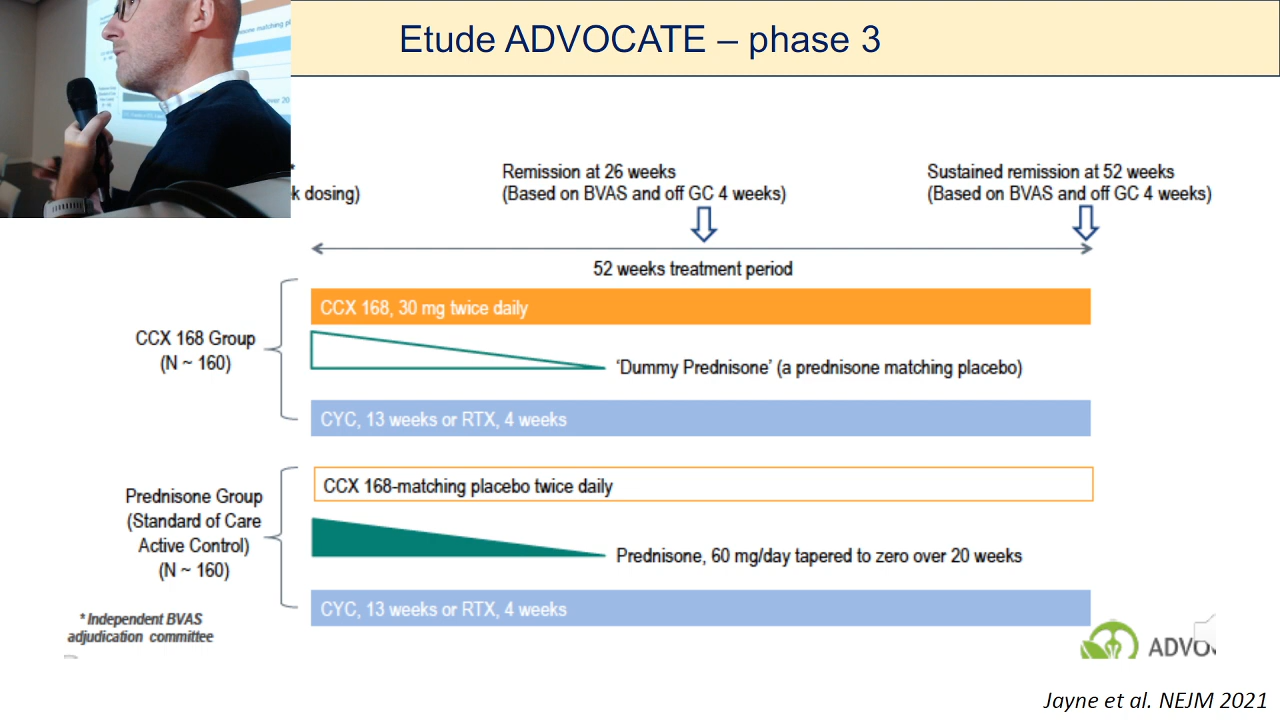 Etude ADVOCATE – phase 3
k dosing)
Remission at 26 weeks
(Based on BVAS and off GC 4 weeks)
Sustained remission at 52 weeks
(Based on BVAS and off GC 4 weeks)
52 weeks treatment period
CCX 168 Group
(N ~ 160)
CCX 168, 30 mg twice daily
'Dummy Prednisone' (a prednisone matching placebo)
CYC, 13 weeks or RTX, 4 weeks
Prednisone Group
(Standard of Care
Active Control)
(N ~ 160)
CCX 168-matching placebo twice daily
Prednisone, 60 mg/day tapered to zero over 20 weeks
CYC, 13 weeks or RTX, 4 weeks
* Independent BVAS
adjudication committee
ADVO
Jayne et al. NEJM 2021